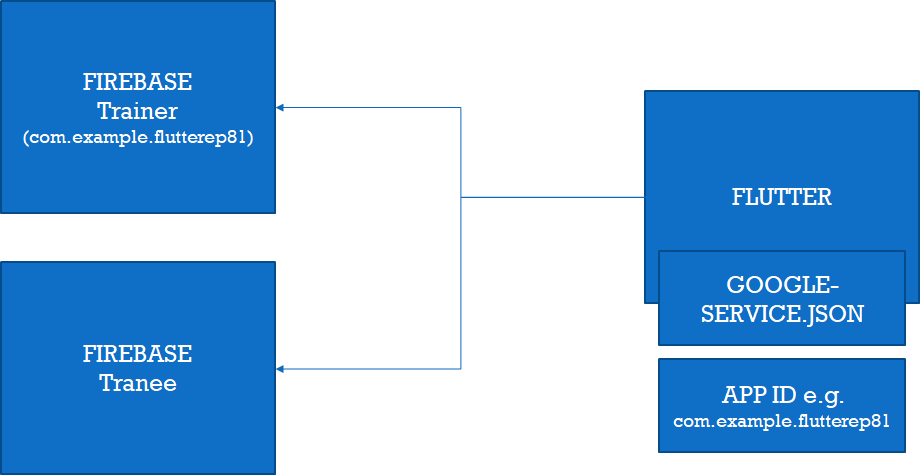 FIREBASE
Trainer
(com.example.flutterep81)
FIREBASE
Tranee
FLUTTER
GOOGLE-
SERVICE.JSON
APP ID e.g.
com.example.flutterep81